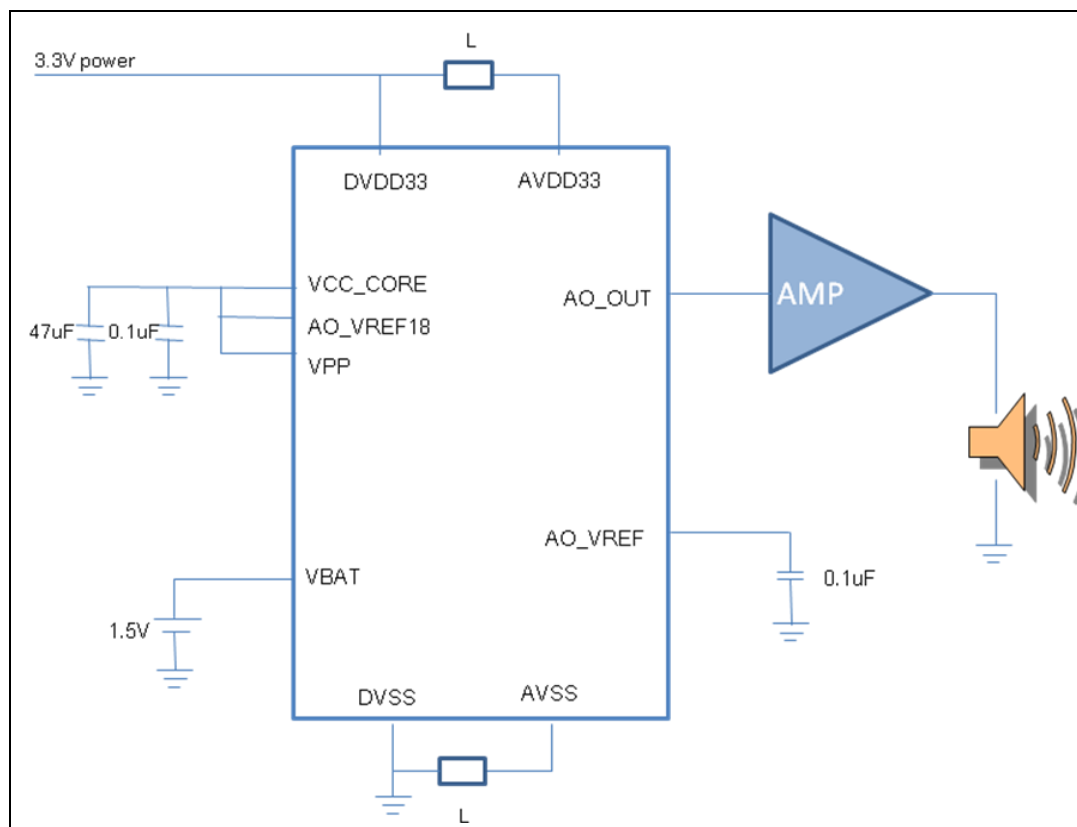 L
3.3V power
DVDD33
AVDD33
VCC_CORE
AO_OUT
AMP
47uF
0.1uF
AO_VREF18
VPP
AO_VREF
VBAT
0.1uF
1.5V
DVSS
AVSS
L